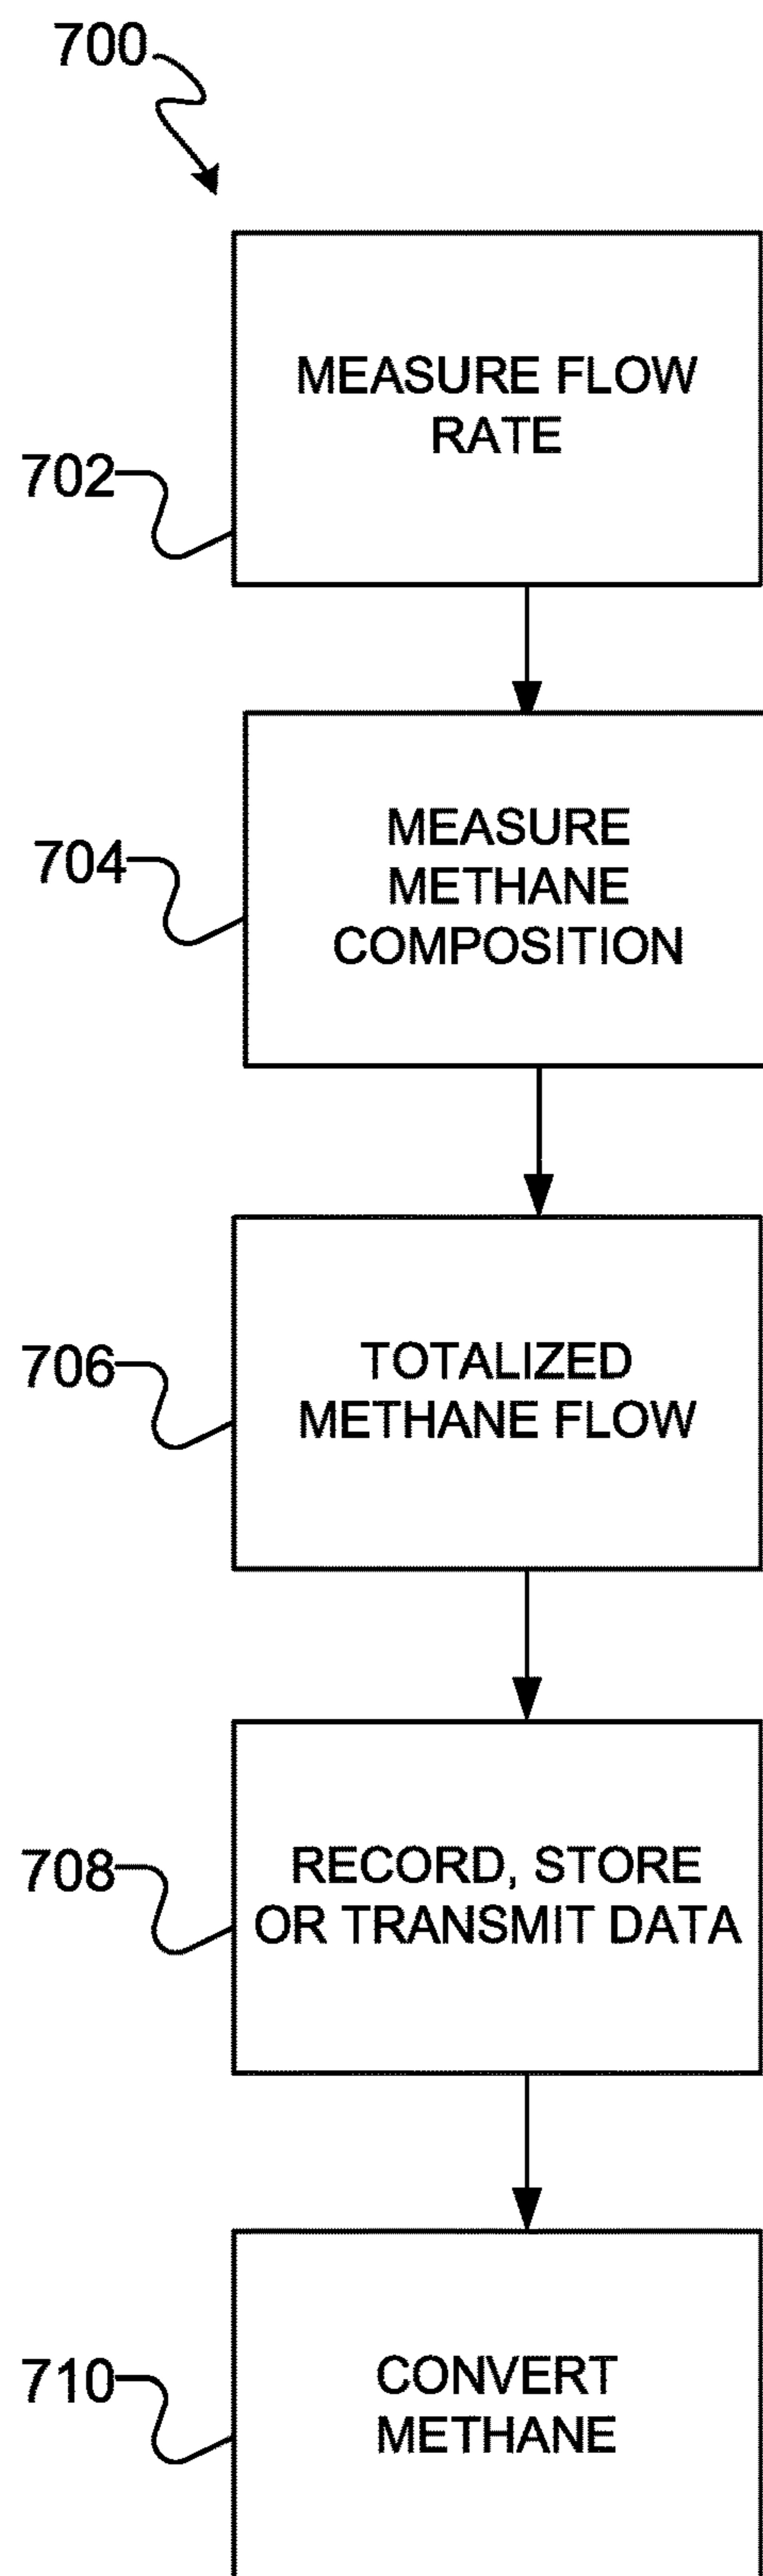 700
MEASURE FLOW
RATE
702
MEASURE
METHANE
COMPOSITION
704
TOTALIZED
METHANE FLOW
706
RECORD, STORE
OR TRANSMIT DATA
708
CONVERT
METHANE
710